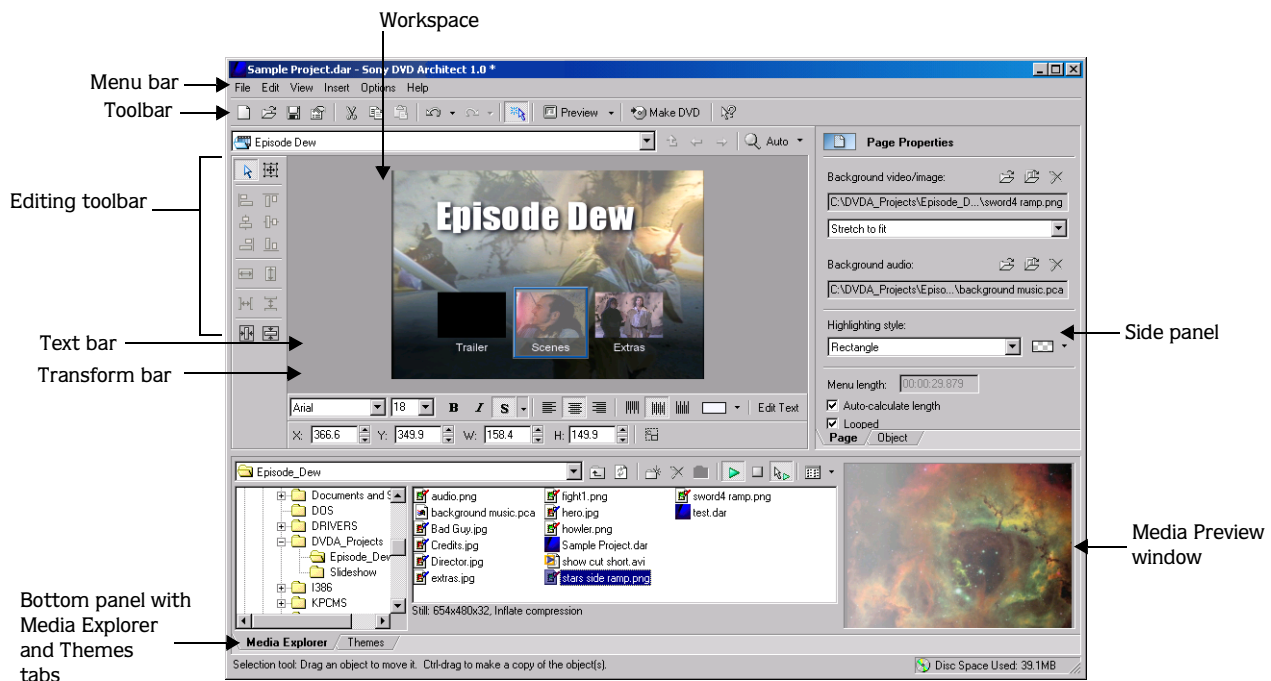 Workspace
Menu bar
Toolbar
Editing toolbar
Text bar
Transform bar
Side panel
Media Preview
window
Bottom panel with
Media Explorer
and Themes
tabs
Sample Project.dar - Sony DVD Architect 1.0 *
File Edit View Insert Options Help
Preview Make DVD
Episode Dew
Auto
Episode Dew
Trailer Scenes Extras
Arial 18 B I S Edit Text
X: 366.6 Y: 349.9 W: 158.4 H: 149.9
Page Properties
Background video/image:
C:\DVDA_Projects\Episode_D...\sword4 ramp.png
Stretch to fit
Background audio:
C:\DVDA_Projects\Episo...\background music.pca
Highlighting style:
Rectangle
Menu length: 00:00:29.879
Auto-calculate length
Looped
Page Object
Episode_Dew
Documents and S
DOS
DRIVERS
DVDA_Projects
Episode_Dew
Slideshow
I386
KPCMS
audio.png
background music.pca
Bad Guy.jpg
Credits.jpg
Director.jpg
extras.jpg
fight1.png
hero.jpg
howler.png
Sample Project.dar
show cut short.avi
stars side ramp.png
sword4 ramp.png
test.dar
Still: 654x480x32, Inflate compression
Media Explorer Themes
Selection tool: Drag an object to move it. Ctrl-drag to make a copy of the object(s).
Disc Space Used: 39.1MB